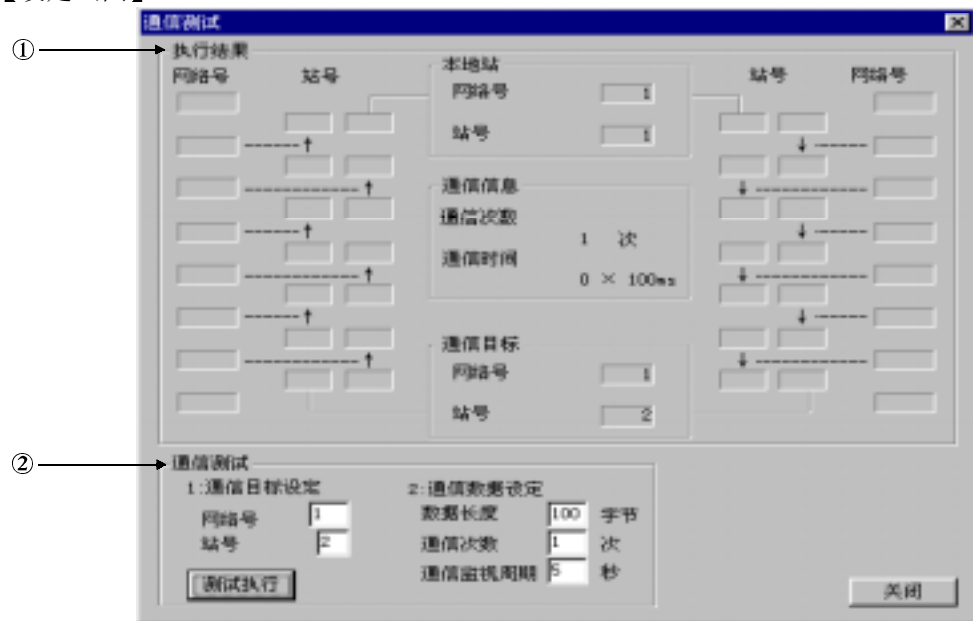 通信测试
①
执行结果
网络号 站号
本地站
网络号 1
站号 1
站号 网络号
通信信息
通信次数
1 次
通信时间
0 × 100ms
通信目标
网络号 1
站号 2
②
通信测试
1:通信目标设定
网络号 1
站号 2
测试执行
2:通信数据设定
数据长度 100 字节
通信次数 1 次
通信监视周期 5 秒
关闭